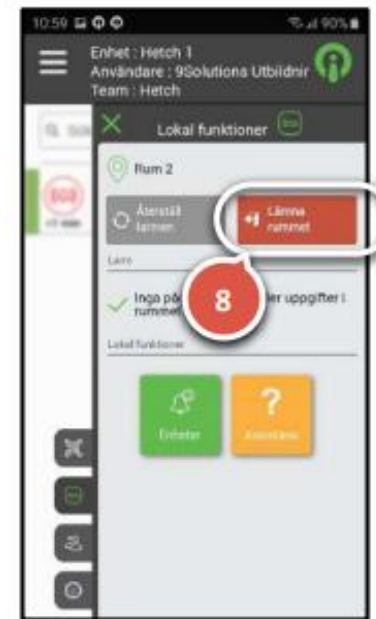 10:59
90%
Enhet : Hetch 1
Användare : 9Solutions Utbildnir
Team : Hetch
Lokal funktioner
Rum 2
Återställ
larmen
Lämna
rummet
Larm
Inga på
er uppgifter i
rummet
8
Lokal funktioner
Enheter
Assistans